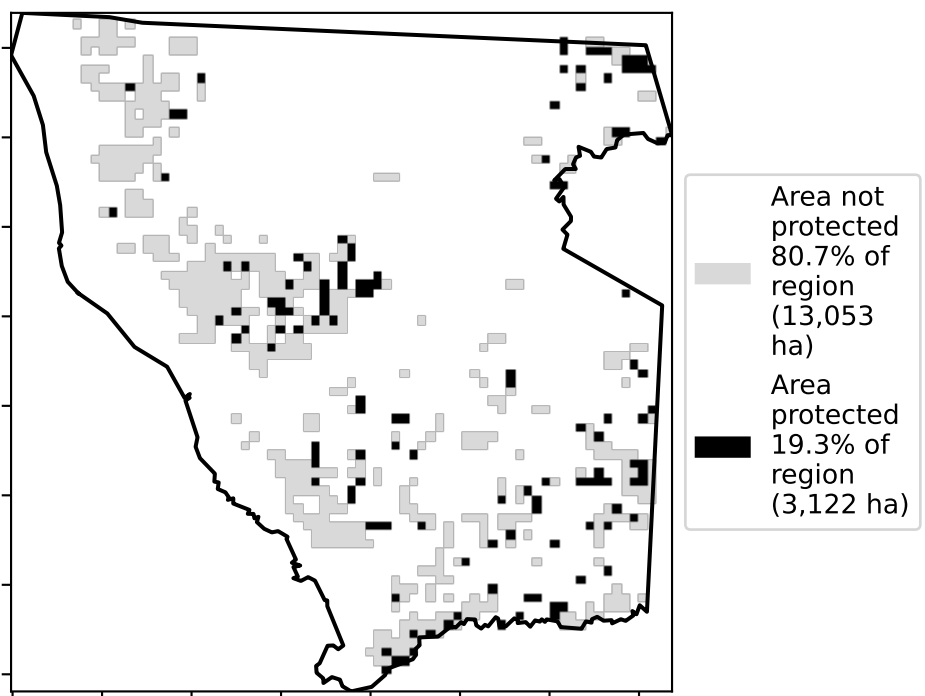 Area not
protected
80.7% of
region
(13,053
ha)
Area
protected
19.3% of
region
(3,122 ha)